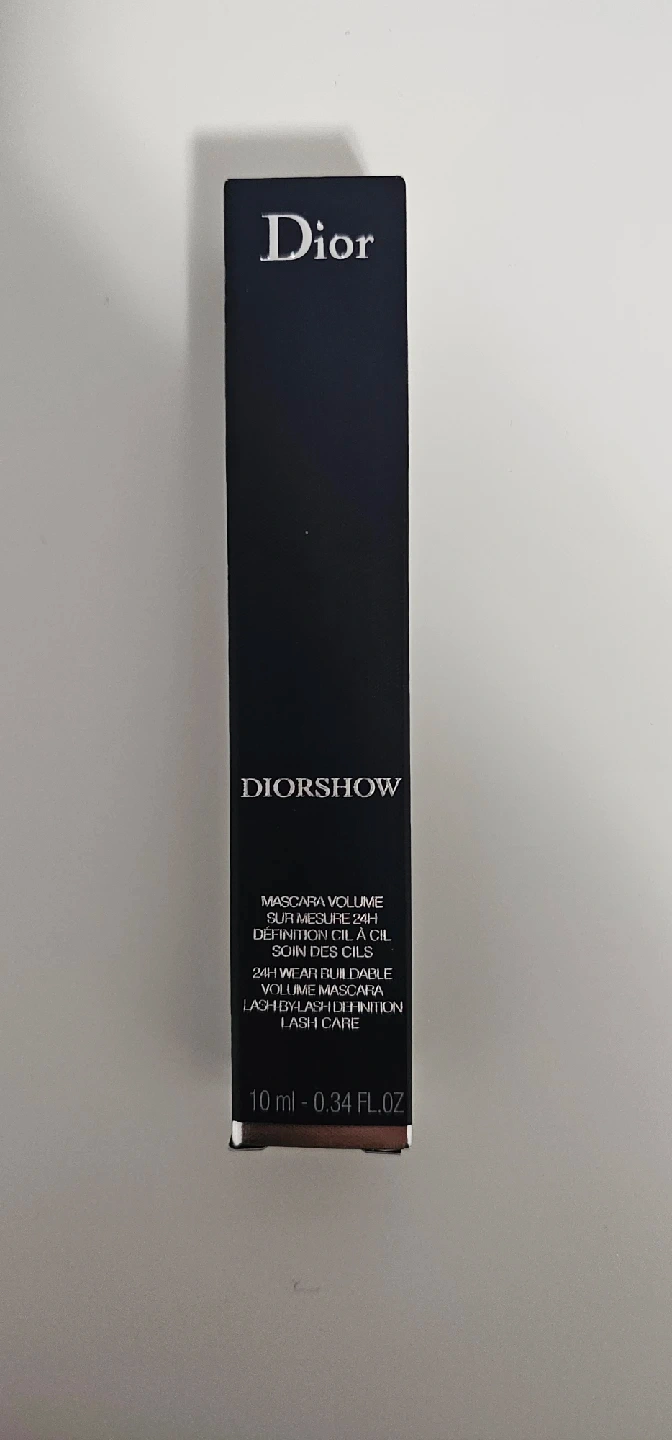 Dior
DIORSHOW
MASCARA VOLUME
SUR MESURE 24H
DÉFINITION CIL À CIL
SOIN DES CILS
24H WEAR BUILDABLE
VOLUME MASCARA
LASH-BY-LASH DEFINITION
LASH CARE
10 ml - 0.34 FL.OZ